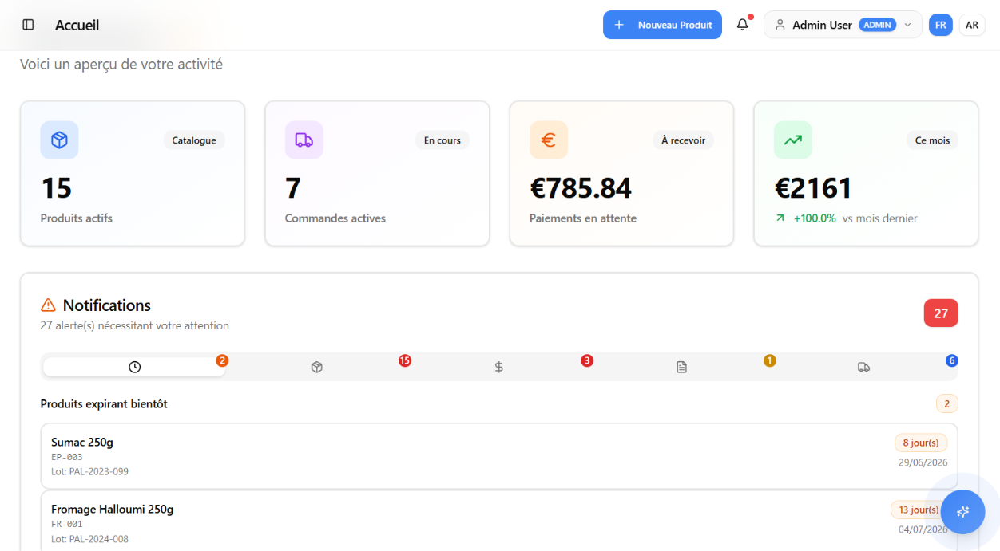 Accueil
Nouveau Produit
Admin User ADMIN
FR
AR
Voici un aperçu de votre activité
Catalogue
15
Produits actifs
En cours
7
Commandes actives
À recevoir
€785.84
Paiements en attente
Ce mois
€2161
+100.0% vs mois dernier
Notifications
27 alerte(s) nécessitant votre attention
27
2
15
$
3
1
6
Produits expirant bientôt
2
Sumac 250g
EP-003
Lot: PAL-2023-099
8 jour(s)
29/06/2026
Fromage Halloumi 250g
FR-001
Lot: PAL-2024-008
13 jour(s)
04/07/2026